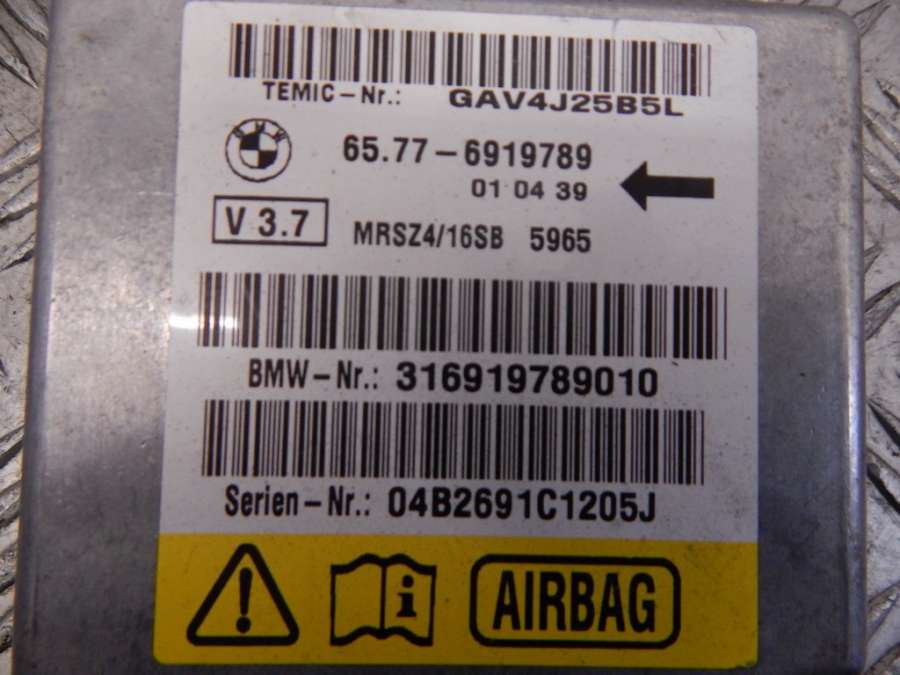 TEMIC-Nr.: GAV4J25B5L
BMW
65.77-6919789
01 04 39
V 3.7 MRSZ4/16SB 5965
BMW-Nr.: 316919789010
Serien-Nr.: 04B2691C1205J
! i AIRBAG